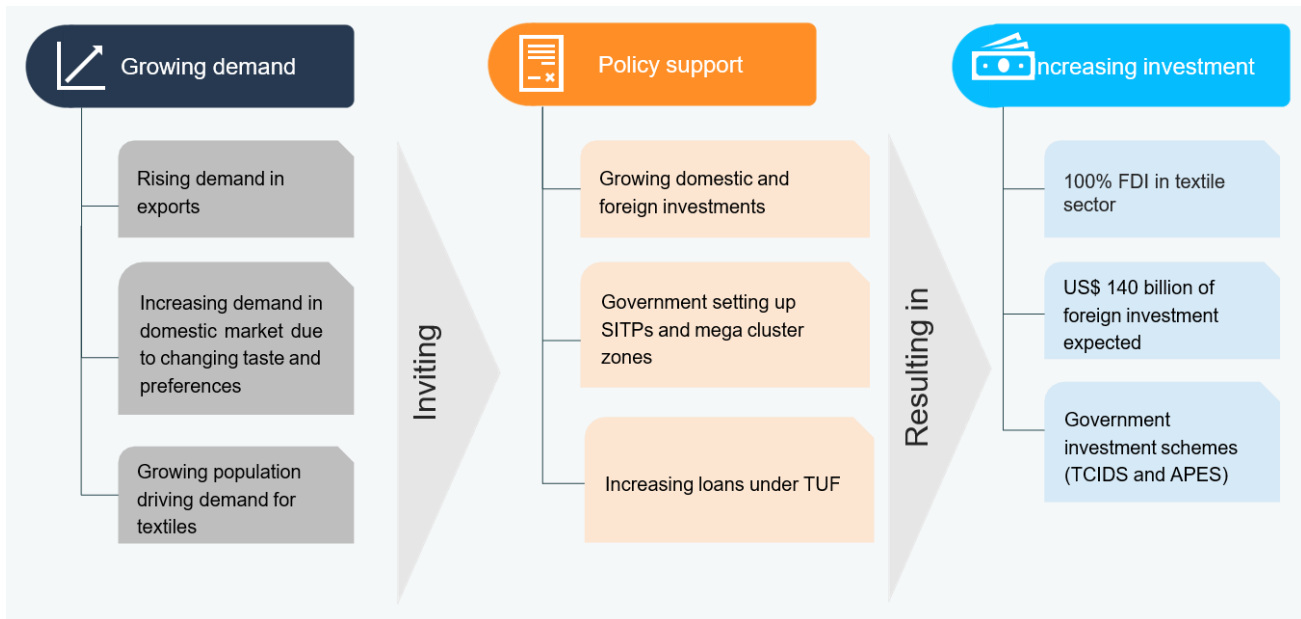 Growing demand
Rising demand in
exports
Increasing demand in
domestic market due
to changing taste and
preferences
Growing population
driving demand for
textiles
Inviting
Policy support
Growing domestic and
foreign investments
Government setting up
SITPs and mega cluster
zones
Increasing loans under TUF
Resulting in
Increasing investment
100% FDI in textile
sector
US$ 140 billion of
foreign investment
expected
Government
investment schemes
(TCIDS and APES)